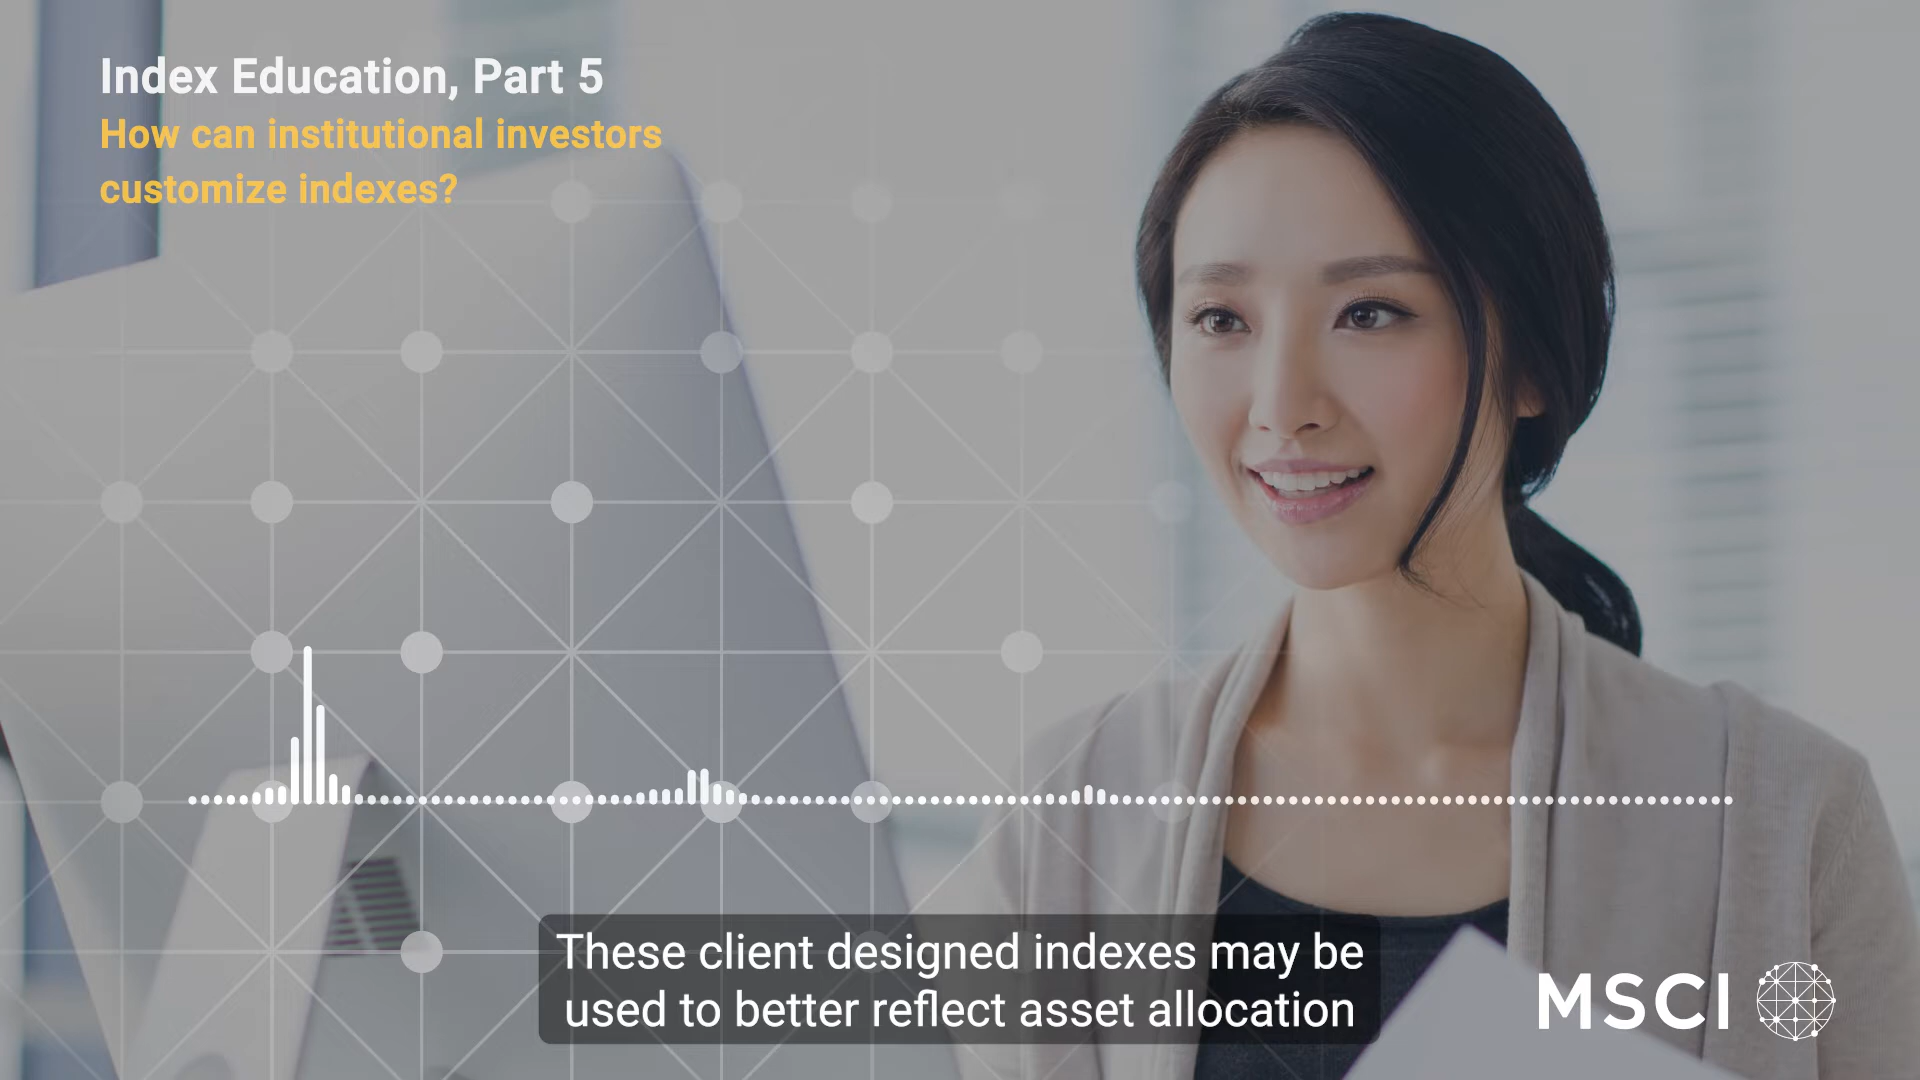 Index Education, Part 5
How can institutional investors
customize indexes?
These client designed indexes may be
used to better reflect asset allocation
MSCI